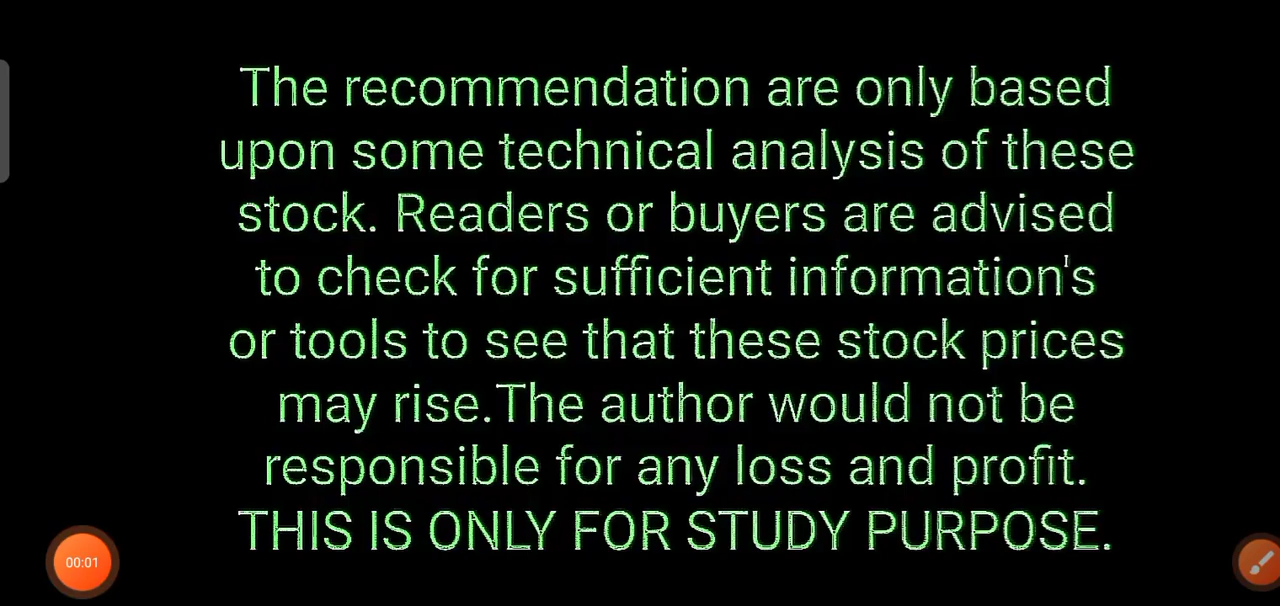 The recommendation are only based
upon some technical analysis of these
stock. Readers or buyers are advised
to check for sufficient information's
or tools to see that these stock prices
may rise.The author would not be
responsible for any loss and profit.
THIS IS ONLY FOR STUDY PURPOSE.
00:01